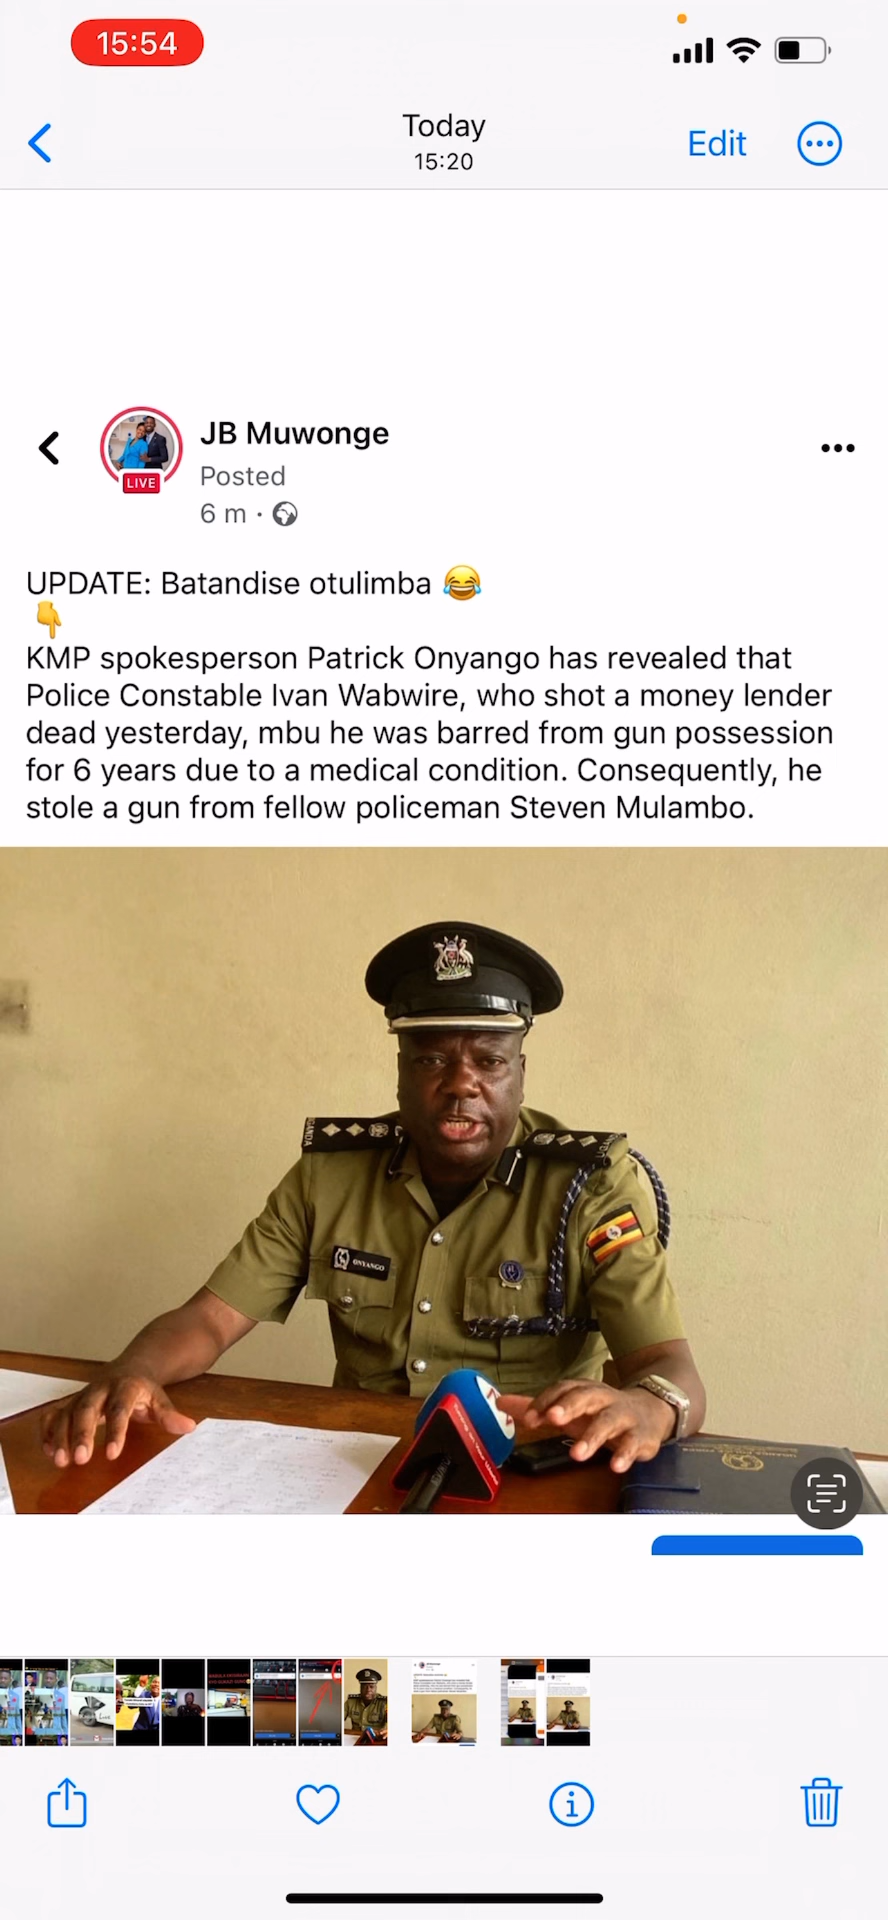 15:54
Today
15:20
Edit
JB Muwonge
LIVE
Posted
6 m ·
UPDATE: Batandise otulimba 😂
👇
KMP spokesperson Patrick Onyango has revealed that
Police Constable Ivan Wabwire, who shot a money lender
dead yesterday, mbu he was barred from gun possession
for 6 years due to a medical condition. Consequently, he
stole a gun from fellow policeman Steven Mulambo.
ONYANGO